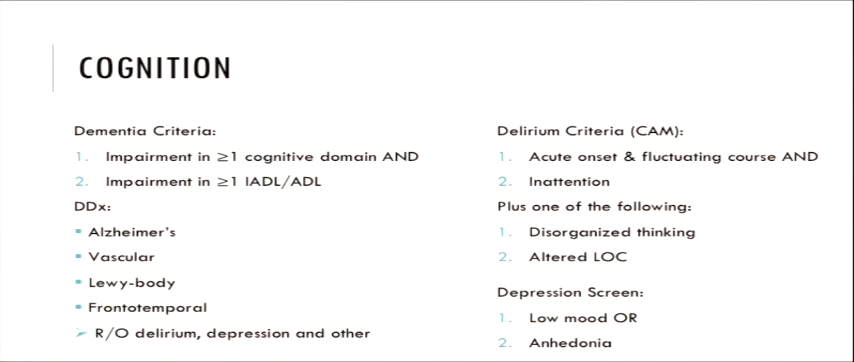 COGNITION
Dementia Criteria:
1. Impairment in ≥1 cognitive domain AND
2. Impairment in ≥1 IADL/ADL
DDx:
▪ Alzheimer's
▪ Vascular
▪ Lewy-body
▪ Frontotemporal
➢ R/O delirium, depression and other
Delirium Criteria (CAM):
1. Acute onset & fluctuating course AND
2. Inattention
Plus one of the following:
1. Disorganized thinking
2. Altered LOC
Depression Screen:
1. Low mood OR
2. Anhedonia